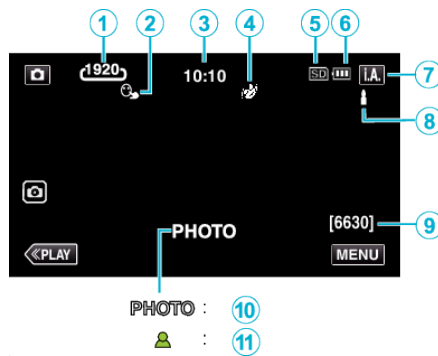 1 2 3 4 5 6
1920 10:10 SD i.A. 7
8
[6630] 9
PHOTO
≪PLAY MENU
PHOTO : 10
: 11